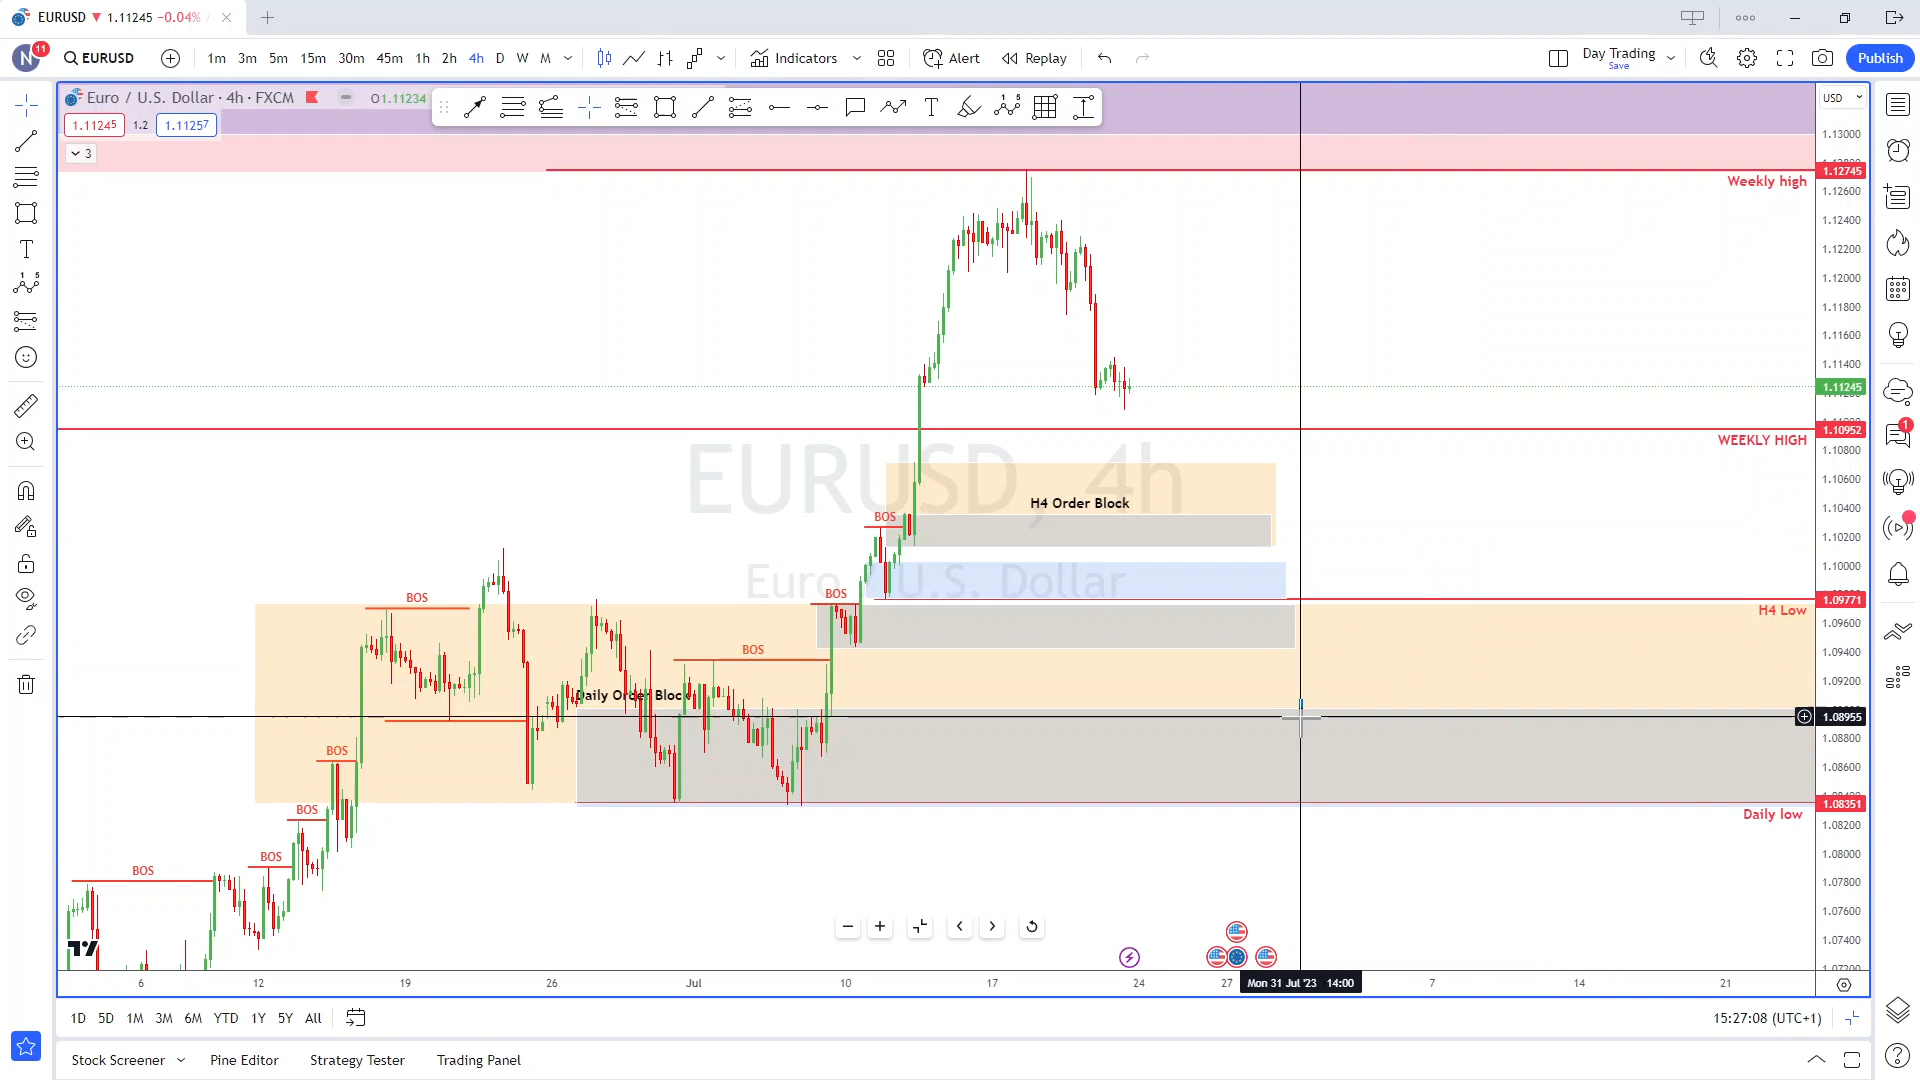 EURUSD ▼ 1.11245 −0.04% /
N 11 EURUSD 1m 3m 5m 15m 30m 45m 1h 2h 4h D W M Indicators Alert Replay Day Trading Save Publish
Euro / U.S. Dollar · 4h · FXCM O1.11234
1.11245 1.2 1.11257
3
USD
1.13000
1.12745
Weekly high
1.12600
1.12400
1.12200
1.12000
1.11800
1.11600
1.11400
1.11245
1.10952
WEEKLY HIGH
1.10800
EURUSD, 4h
1.10600
H4 Order Block
1.10400
BOS
1.10200
1.10000
Euro / U.S. Dollar
BOS
BOS
1.09771
H4 Low
1.09600
BOS
1.09400
1.09200
Daily Order Block
1.08955
1.08800
BOS
1.08600
1.08351
BOS
Daily low
1.08200
BOS
1.08000
BOS
1.07800
1.07600
1.07400
1.07200
6 12 19 26 Jul 10 17 24 27 Mon 31 Jul '23 14:00 7 14 21
1D 5D 1M 3M 6M YTD 1Y 5Y All 15:27:08 (UTC+1)
Stock Screener Pine Editor Strategy Tester Trading Panel